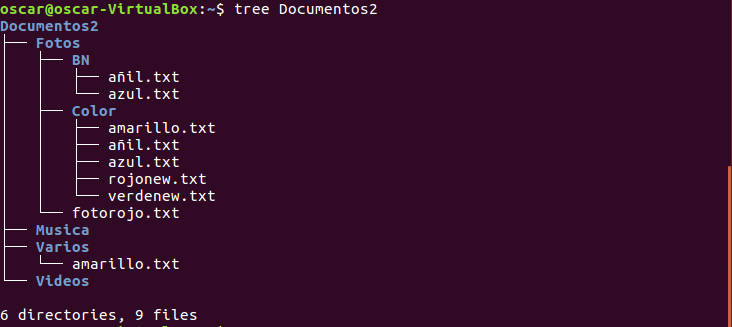 oscar@oscar-VirtualBox:~$ tree Documentos2
Documentos2
├── Fotos
│   ├── BN
│   │   ├── añil.txt
│   │   └── azul.txt
│   ├── Color
│   │   ├── amarillo.txt
│   │   ├── añil.txt
│   │   ├── azul.txt
│   │   ├── rojonew.txt
│   │   └── verdenew.txt
│   └── fotorojo.txt
├── Musica
├── Varios
│   └── amarillo.txt
└── Videos
6 directories, 9 files